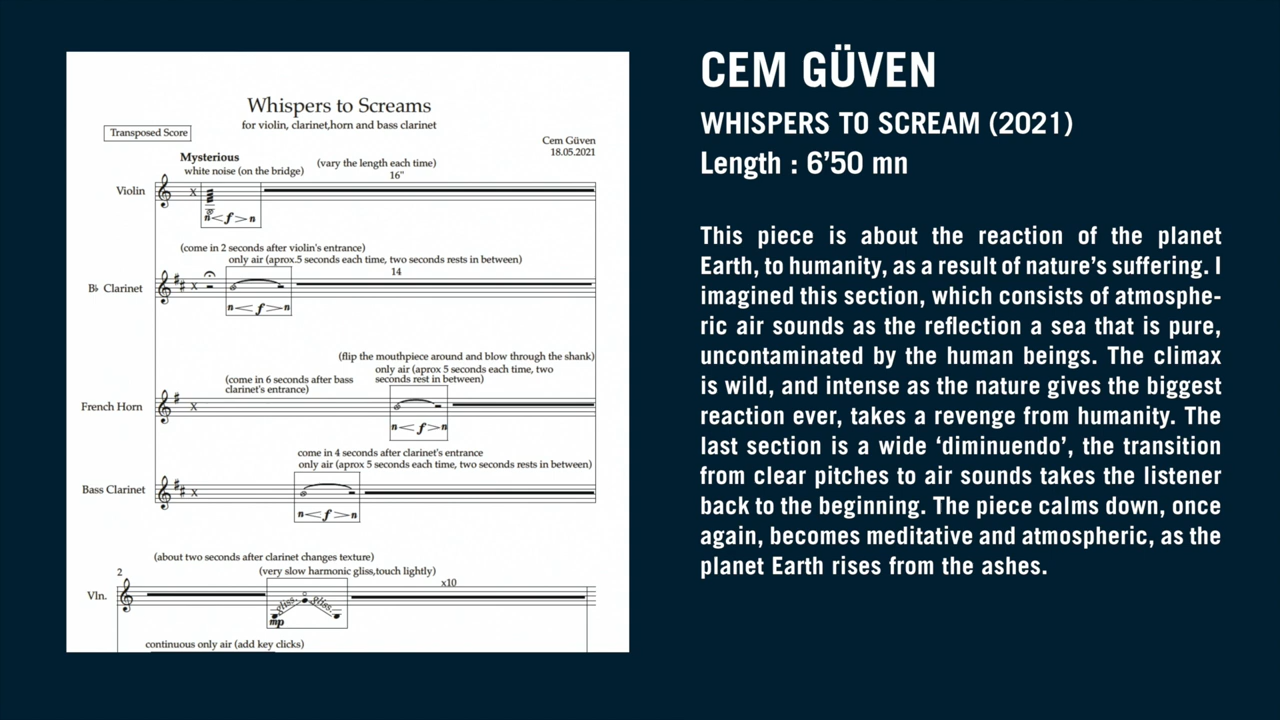 Whispers to Screams
for violin, clarinet,horn and bass clarinet
Transposed Score
Cem Güven
18.05.2021
Mysterious
white noise (on the bridge)
(vary the length each time)
16"
Violin
n < f > n
(come in 2 seconds after violin's entrance)
only air (aprox.5 seconds each time, two seconds rests in between)
14
B♭ Clarinet
n < f > n
(flip the mouthpiece around and blow through the shank)
only air (aprox 5 seconds each time, two
seconds rest in between)
(come in 6 seconds after bass
clarinet's entrance)
French Horn
n < f > n
come in 4 seconds after clarinet's entrance
only air (aprox 5 seconds each time, two seconds rests in between)
Bass Clarinet
n < f > n
(about two seconds after clarinet changes texture)
(very slow harmonic gliss,touch lightly)
2
x10
Vln.
gliss. gliss.
mp
continuous only air (add key clicks)
CEM GÜVEN
WHISPERS TO SCREAM (2021)
Length : 6’50 mn
This piece is about the reaction of the planet
Earth, to humanity, as a result of nature’s suffering. I
imagined this section, which consists of atmosphe-
ric air sounds as the reflection a sea that is pure,
uncontaminated by the human beings. The climax
is wild, and intense as the nature gives the biggest
reaction ever, takes a revenge from humanity. The
last section is a wide ‘diminuendo’, the transition
from clear pitches to air sounds takes the listener
back to the beginning. The piece calms down, once
again, becomes meditative and atmospheric, as the
planet Earth rises from the ashes.